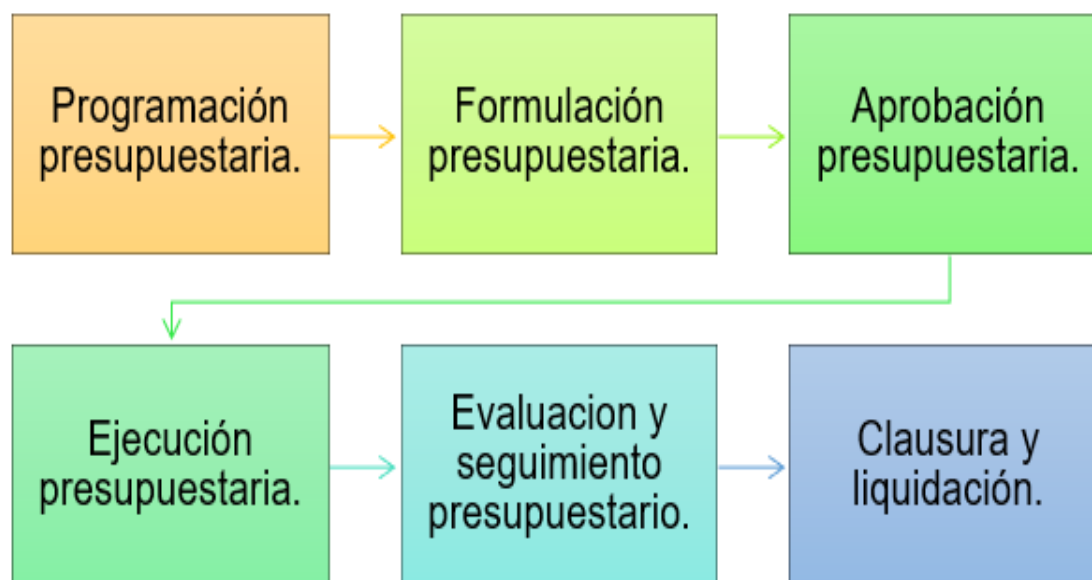 Programación
presupuestaria.
Formulación
presupuestaria.
Aprobación
presupuestaria.
Ejecución
presupuestaria.
Evaluacion y
seguimiento
presupuestario.
Clausura y
liquidación.